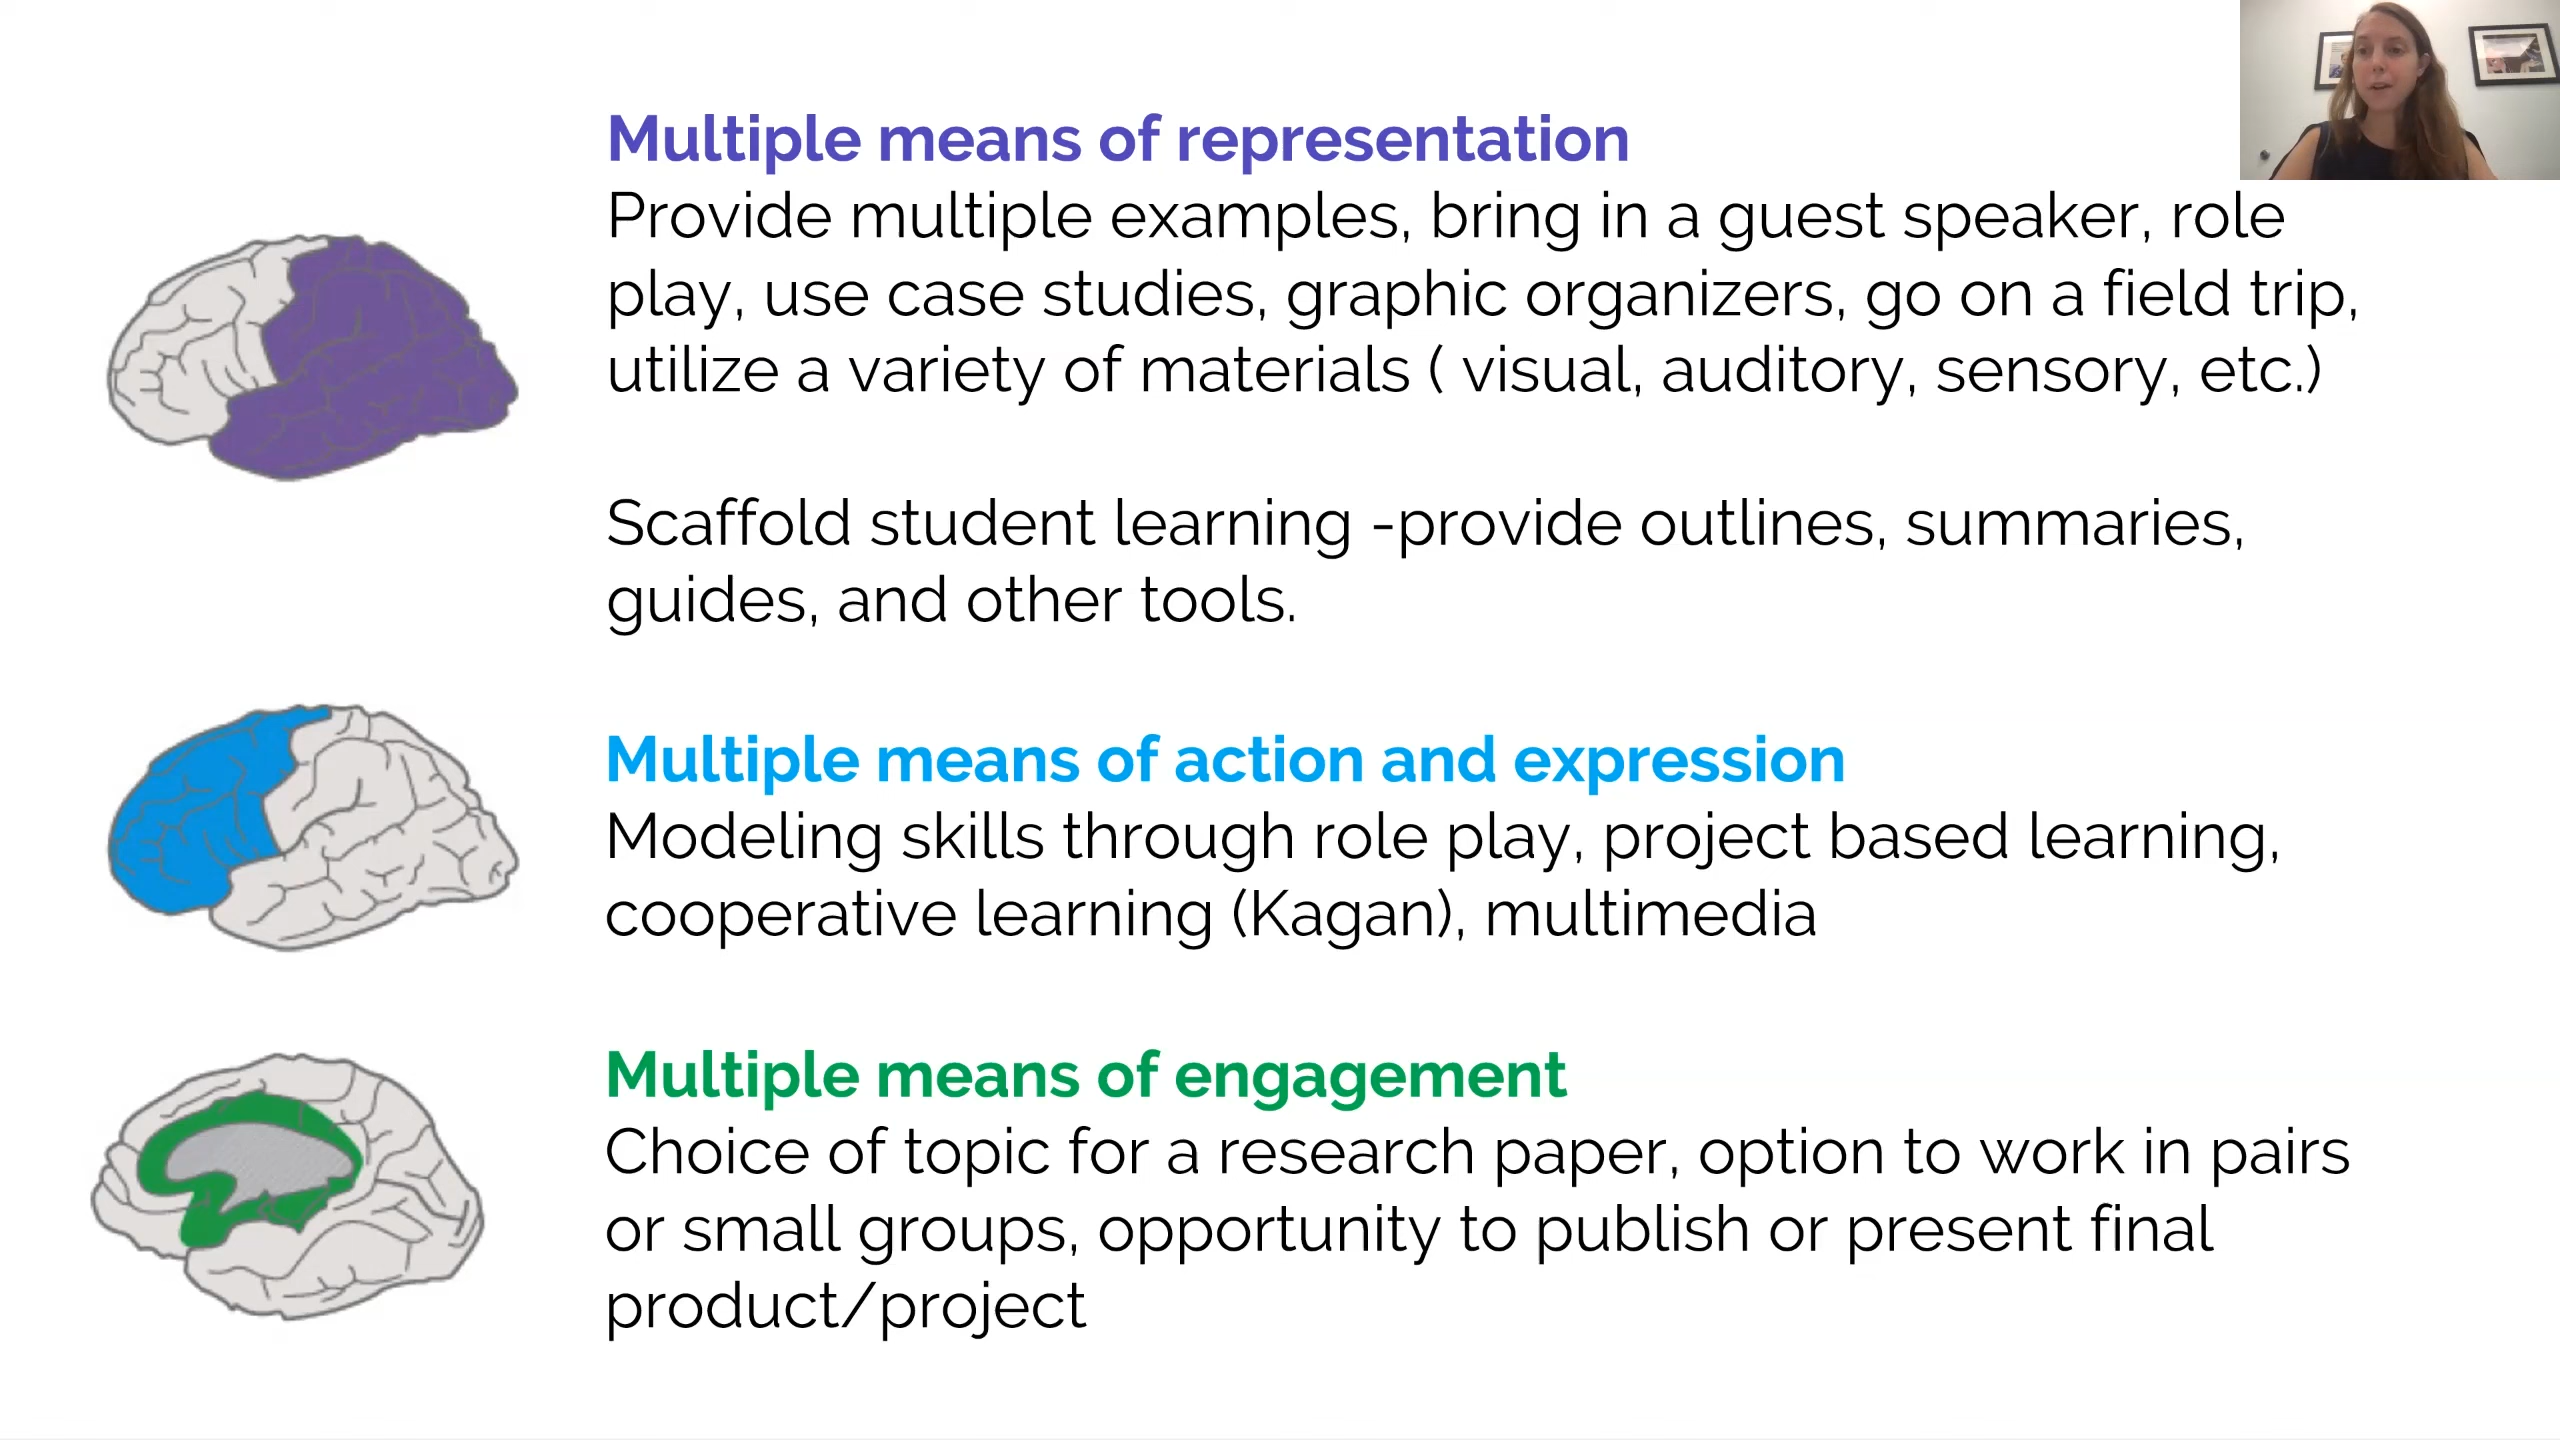 Multiple means of representation
Provide multiple examples, bring in a guest speaker, role
play, use case studies, graphic organizers, go on a field trip,
utilize a variety of materials ( visual, auditory, sensory, etc.)
Scaffold student learning -provide outlines, summaries,
guides, and other tools.
Multiple means of action and expression
Modeling skills through role play, project based learning,
cooperative learning (Kagan), multimedia
Multiple means of engagement
Choice of topic for a research paper, option to work in pairs
or small groups, opportunity to publish or present final
product/project